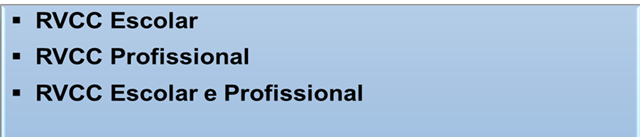 ▪ RVCC Escolar
▪ RVCC Profissional
▪ RVCC Escolar e Profissional